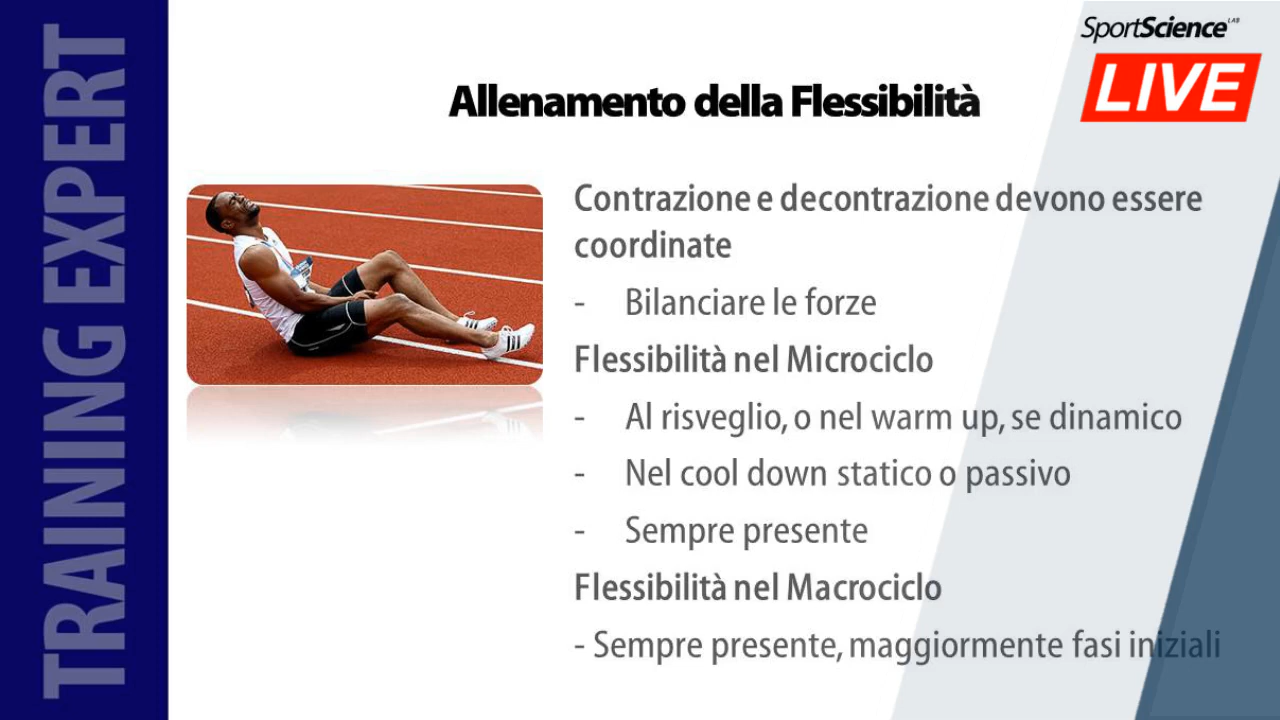 TRAINING EXPERT
SportScience LAB
LIVE
Allenamento della Flessibilità
Contrazione e decontrazione devono essere
coordinate
- Bilanciare le forze
Flessibilità nel Microciclo
- Al risveglio, o nel warm up, se dinamico
- Nel cool down statico o passivo
- Sempre presente
Flessibilità nel Macrociclo
- Sempre presente, maggiormente fasi iniziali